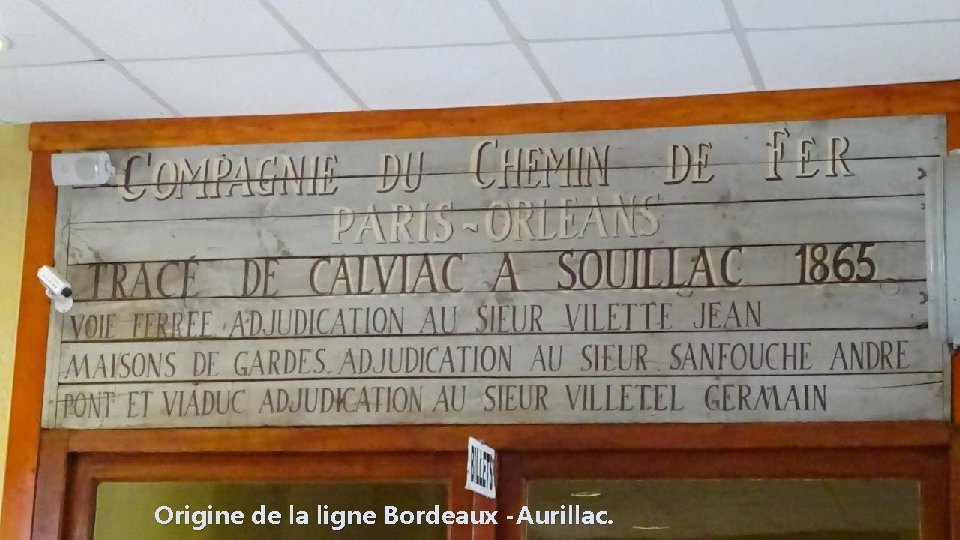 COMPAGNIE DU CHEMIN DE FER
PARIS-ORLEANS
TRACÉ DE CALVIAC A SOUILLAC 1865
VOIE FERREE ADJUDICATION AU SIEUR VILETTE JEAN
MAISONS DE GARDES ADJUDICATION AU SIEUR SANFOUCHE ANDRE
PONT ET VIADUC ADJUDICATION AU SIEUR VILLETEL GERMAIN
BILLETS
Origine de la ligne Bordeaux -Aurillac.